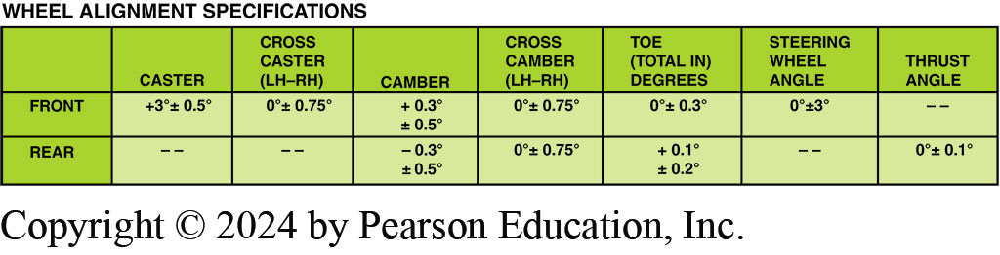 WHEEL ALIGNMENT SPECIFICATIONS
CASTER
CROSS
CASTER
(LH–RH)
CAMBER
CROSS
CAMBER
(LH–RH)
TOE
(TOTAL IN)
DEGREES
STEERING
WHEEL
ANGLE
THRUST
ANGLE
FRONT
+3°± 0.5°
0°± 0.75°
+ 0.3°
± 0.5°
0°± 0.75°
0°± 0.3°
0°±3°
– –
REAR
– –
– –
– 0.3°
± 0.5°
0°± 0.75°
+ 0.1°
± 0.2°
– –
0°± 0.1°
Copyright © 2024 by Pearson Education, Inc.